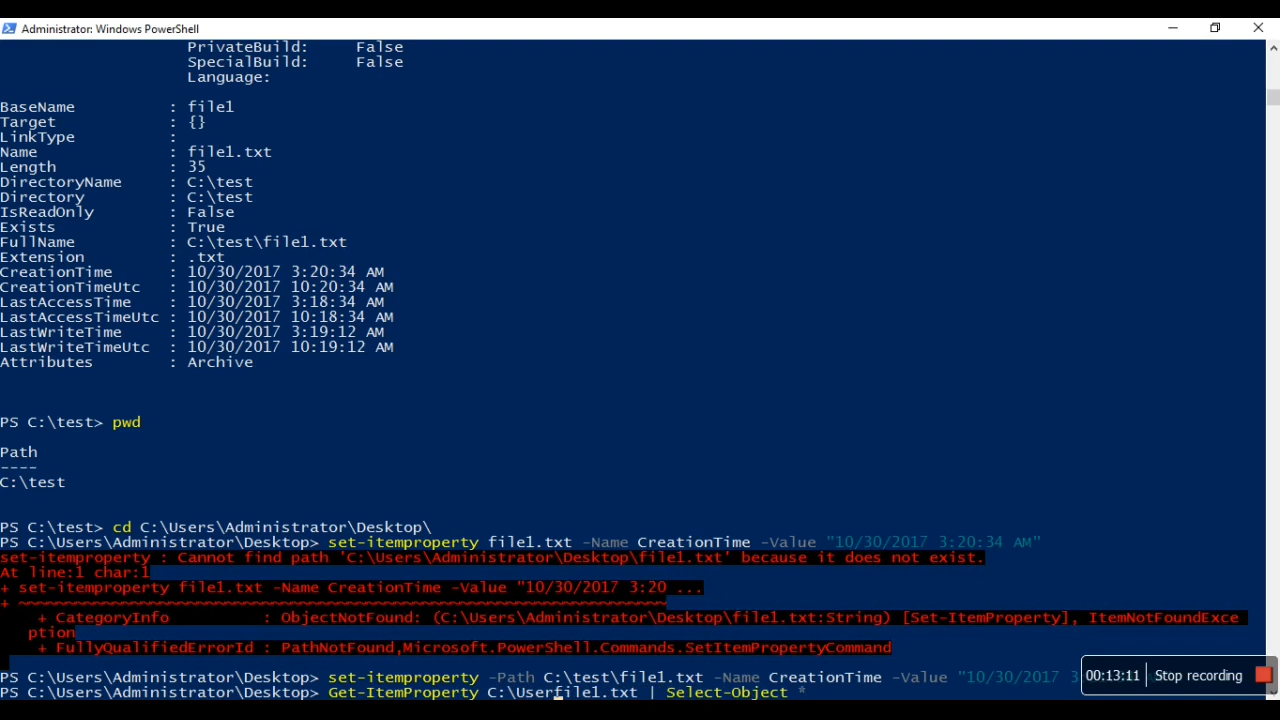 Administrator: Windows PowerShell
PrivateBuild: False
SpecialBuild: False
Language:
BaseName : file1
Target : {}
LinkType :
Name : file1.txt
Length : 35
DirectoryName : C:\test
Directory : C:\test
IsReadOnly : False
Exists : True
FullName : C:\test\file1.txt
Extension : .txt
CreationTime : 10/30/2017 3:20:34 AM
CreationTimeUtc : 10/30/2017 10:20:34 AM
LastAccessTime : 10/30/2017 3:18:34 AM
LastAccessTimeUtc : 10/30/2017 10:18:34 AM
LastWriteTime : 10/30/2017 3:19:12 AM
LastWriteTimeUtc : 10/30/2017 10:19:12 AM
Attributes : Archive
PS C:\test> pwd
Path
----
C:\test
PS C:\test> cd C:\Users\Administrator\Desktop\
PS C:\Users\Administrator\Desktop> set-itemproperty file1.txt -Name CreationTime -Value "10/30/2017 3:20:34 AM"
set-itemproperty : Cannot find path 'C:\Users\Administrator\Desktop\file1.txt' because it does not exist.
At line:1 char:1
+ set-itemproperty file1.txt -Name CreationTime -Value "10/30/2017 3:20 ...
+ ~~~~~~~~~~~~~~~~~~~~~~~~~~~~~~~~~~~~~~~~~~~~~~~~~~~~~~~~~~~~~~~~~~~~~
+ CategoryInfo : ObjectNotFound: (C:\Users\Administrator\Desktop\file1.txt:String) [Set-ItemProperty], ItemNotFoundExce
ption
+ FullyQualifiedErrorId : PathNotFound,Microsoft.PowerShell.Commands.SetItemPropertyCommand
PS C:\Users\Administrator\Desktop> set-itemproperty -Path C:\test\file1.txt -Name CreationTime -Value "10/30/2017 3
PS C:\Users\Administrator\Desktop> Get-ItemProperty C:\Userfile1.txt | Select-Object *
00:13:11 Stop recording